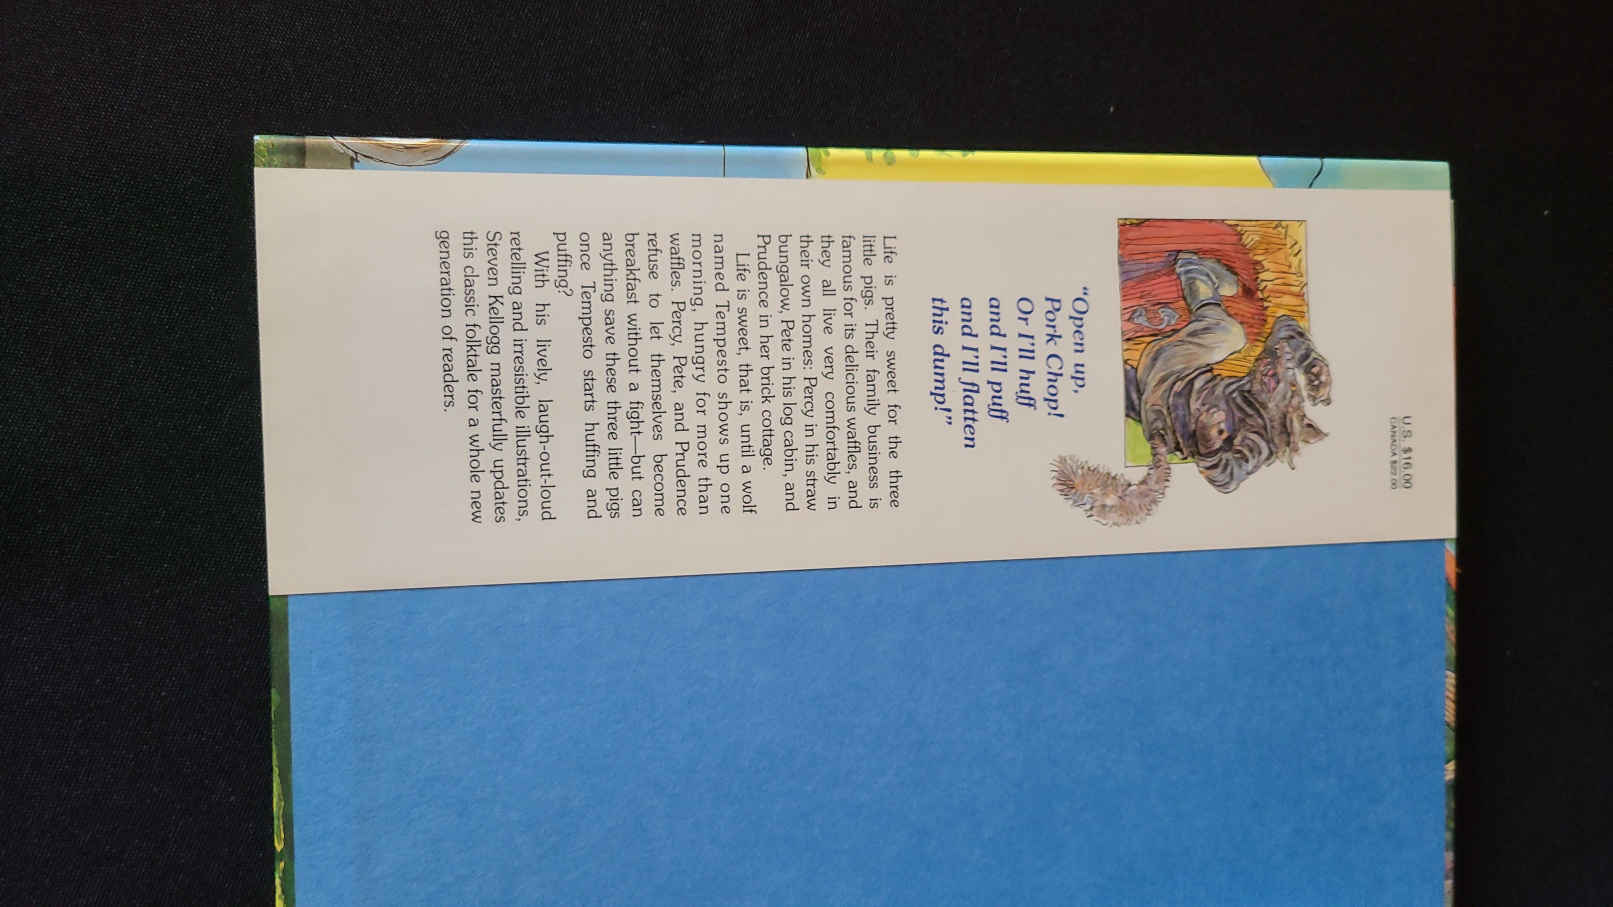 U.S. $16.00
CANADA $22.00
“Open up,
Pork Chop!
Or I’ll huff
and I’ll puff
and I’ll flatten
this dump!”
Life is pretty sweet for the three
little pigs. Their family business is
famous for its delicious waffles, and
they all live very comfortably in
their own homes: Percy in his straw
bungalow, Pete in his log cabin, and
Prudence in her brick cottage.
Life is sweet, that is, until a wolf
named Tempesto shows up one
morning, hungry for more than
waffles. Percy, Pete, and Prudence
refuse to let themselves become
breakfast without a fight—but can
anything save these three little pigs
once Tempesto starts huffing and
puffing?
With his lively, laugh-out-loud
retelling and irresistible illustrations,
Steven Kellogg masterfully updates
this classic folktale for a whole new
generation of readers.